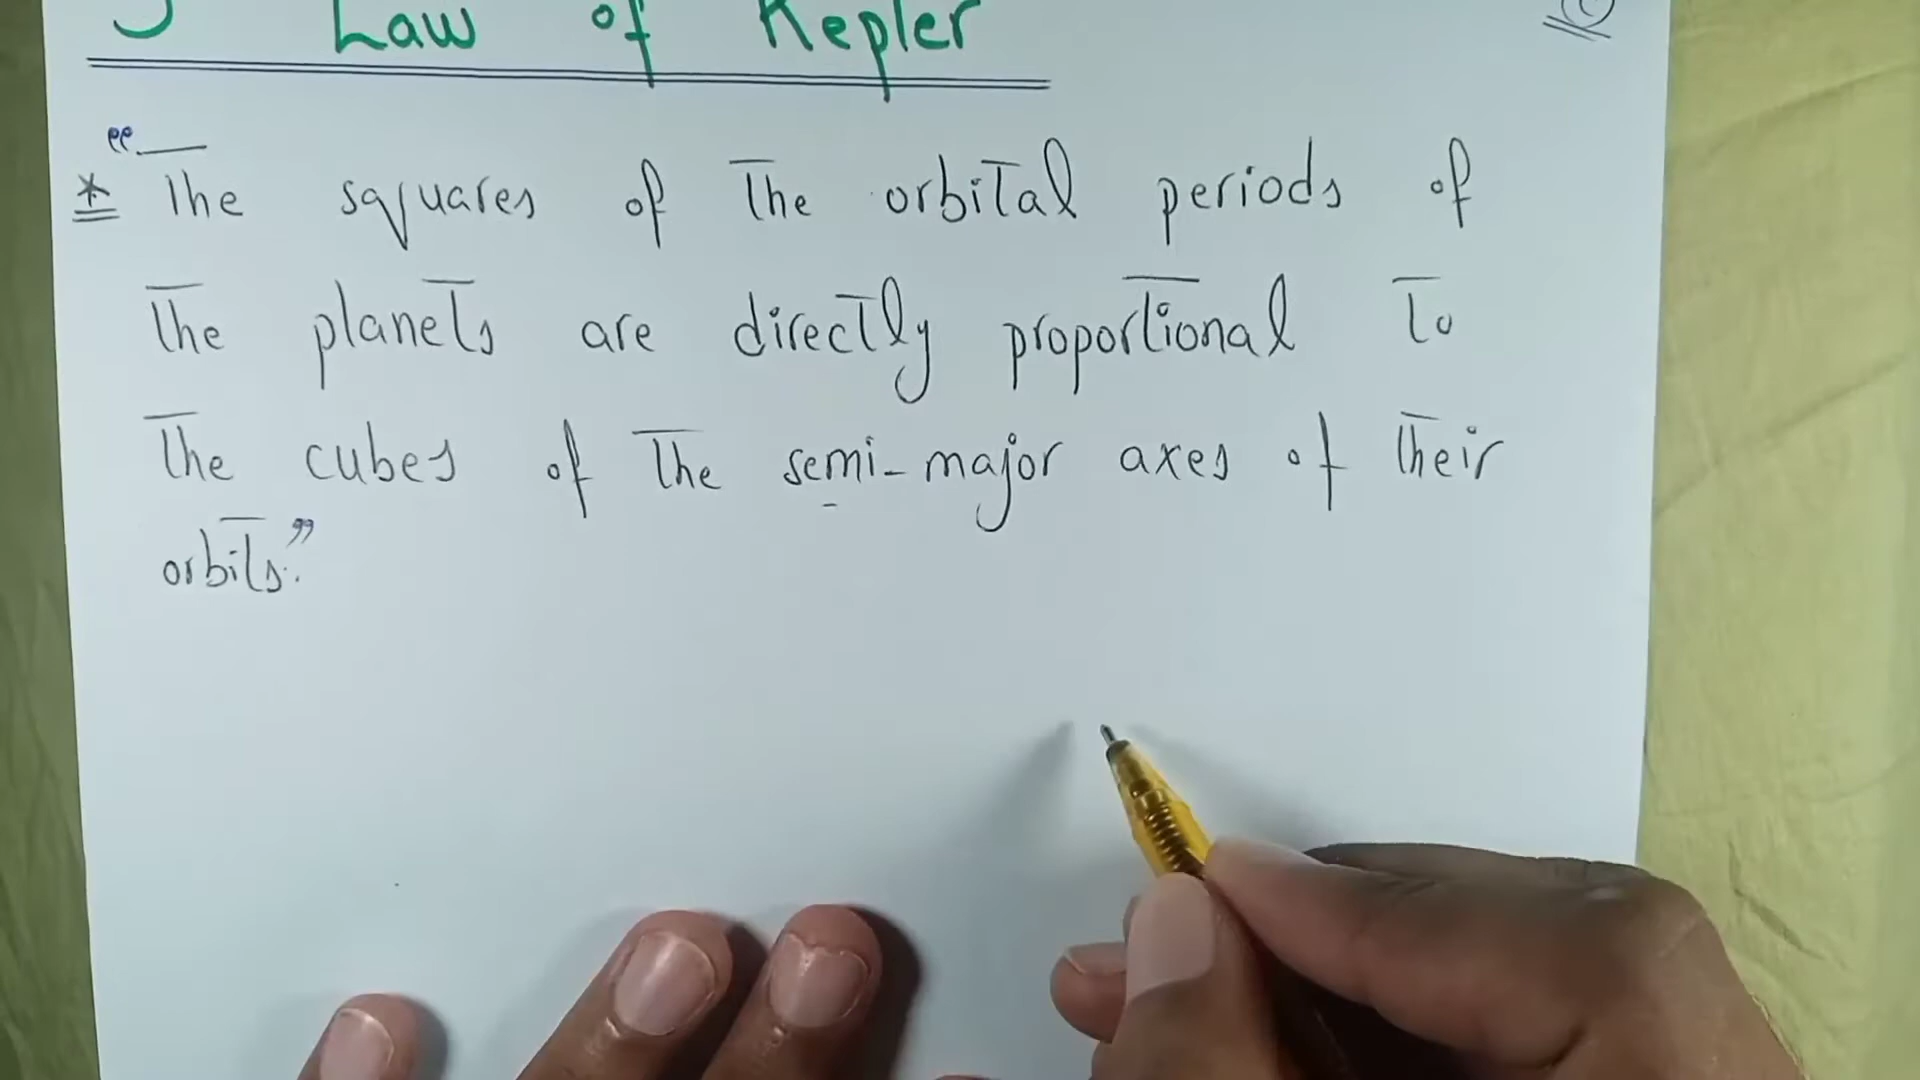 Law of Kepler
* "The squares of the orbital periods of
the planets are directly proportional to
the cubes of the semi-major axes of their
orbits."